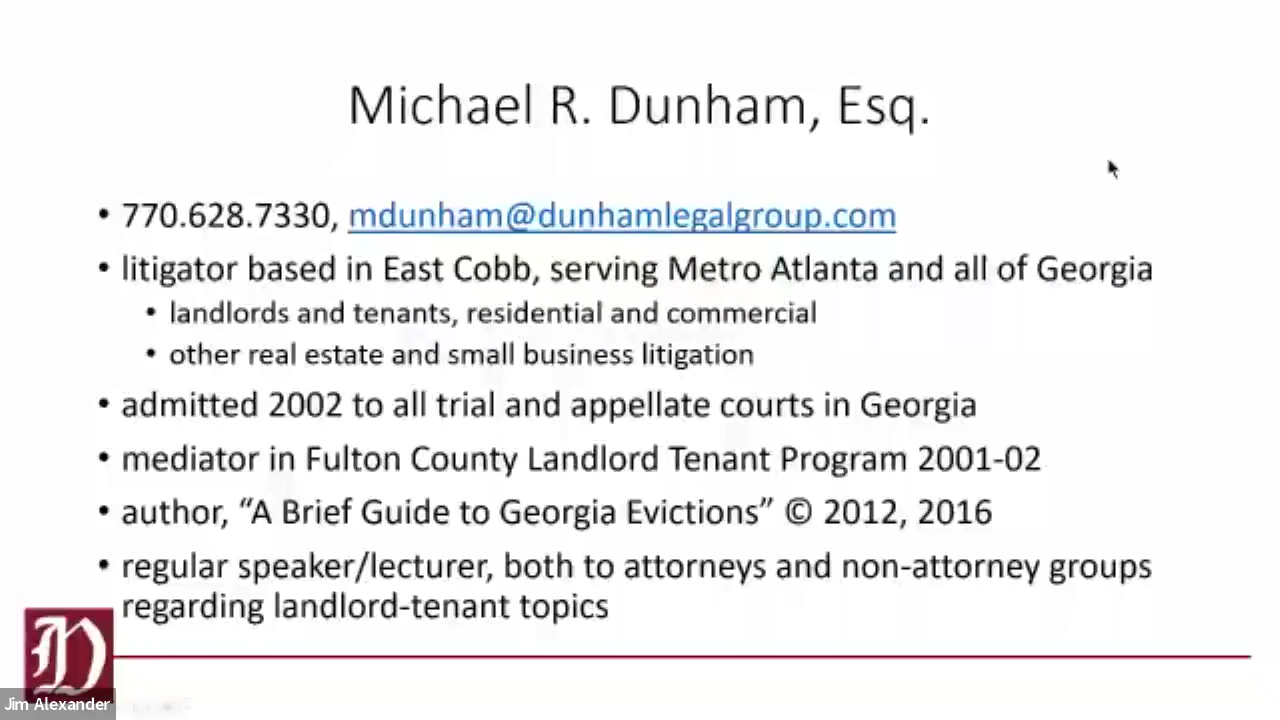 Michael R. Dunham, Esq.
• 770.628.7330, mdunham@dunhamlegalgroup.com
• litigator based in East Cobb, serving Metro Atlanta and all of Georgia
• landlords and tenants, residential and commercial
• other real estate and small business litigation
• admitted 2002 to all trial and appellate courts in Georgia
• mediator in Fulton County Landlord Tenant Program 2001-02
• author, “A Brief Guide to Georgia Evictions” © 2012, 2016
• regular speaker/lecturer, both to attorneys and non-attorney groups
regarding landlord-tenant topics
D
Jim Alexander